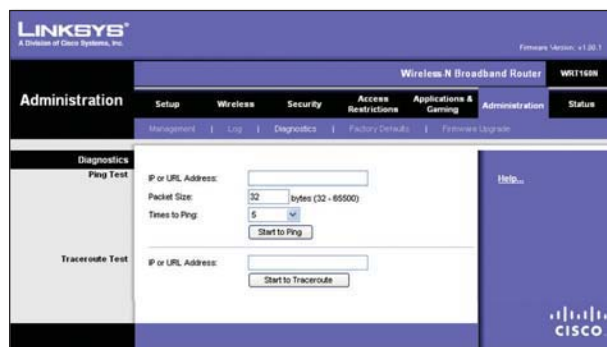 LINKSYS®
A Division of Cisco Systems, Inc.
Firmware Version: v1.00.1
Wireless-N Broadband Router WRT160N
Administration
Setup Wireless Security Access Restrictions Applications & Gaming Administration Status
Management | Log | Diagnostics | Factory Defaults | Firmware Upgrade
Diagnostics
Ping Test
IP or URL Address:
Packet Size: 32 bytes (32 - 65500)
Times to Ping: 5
Start to Ping
Help...
Traceroute Test
IP or URL Address:
Start to Traceroute
CISCO